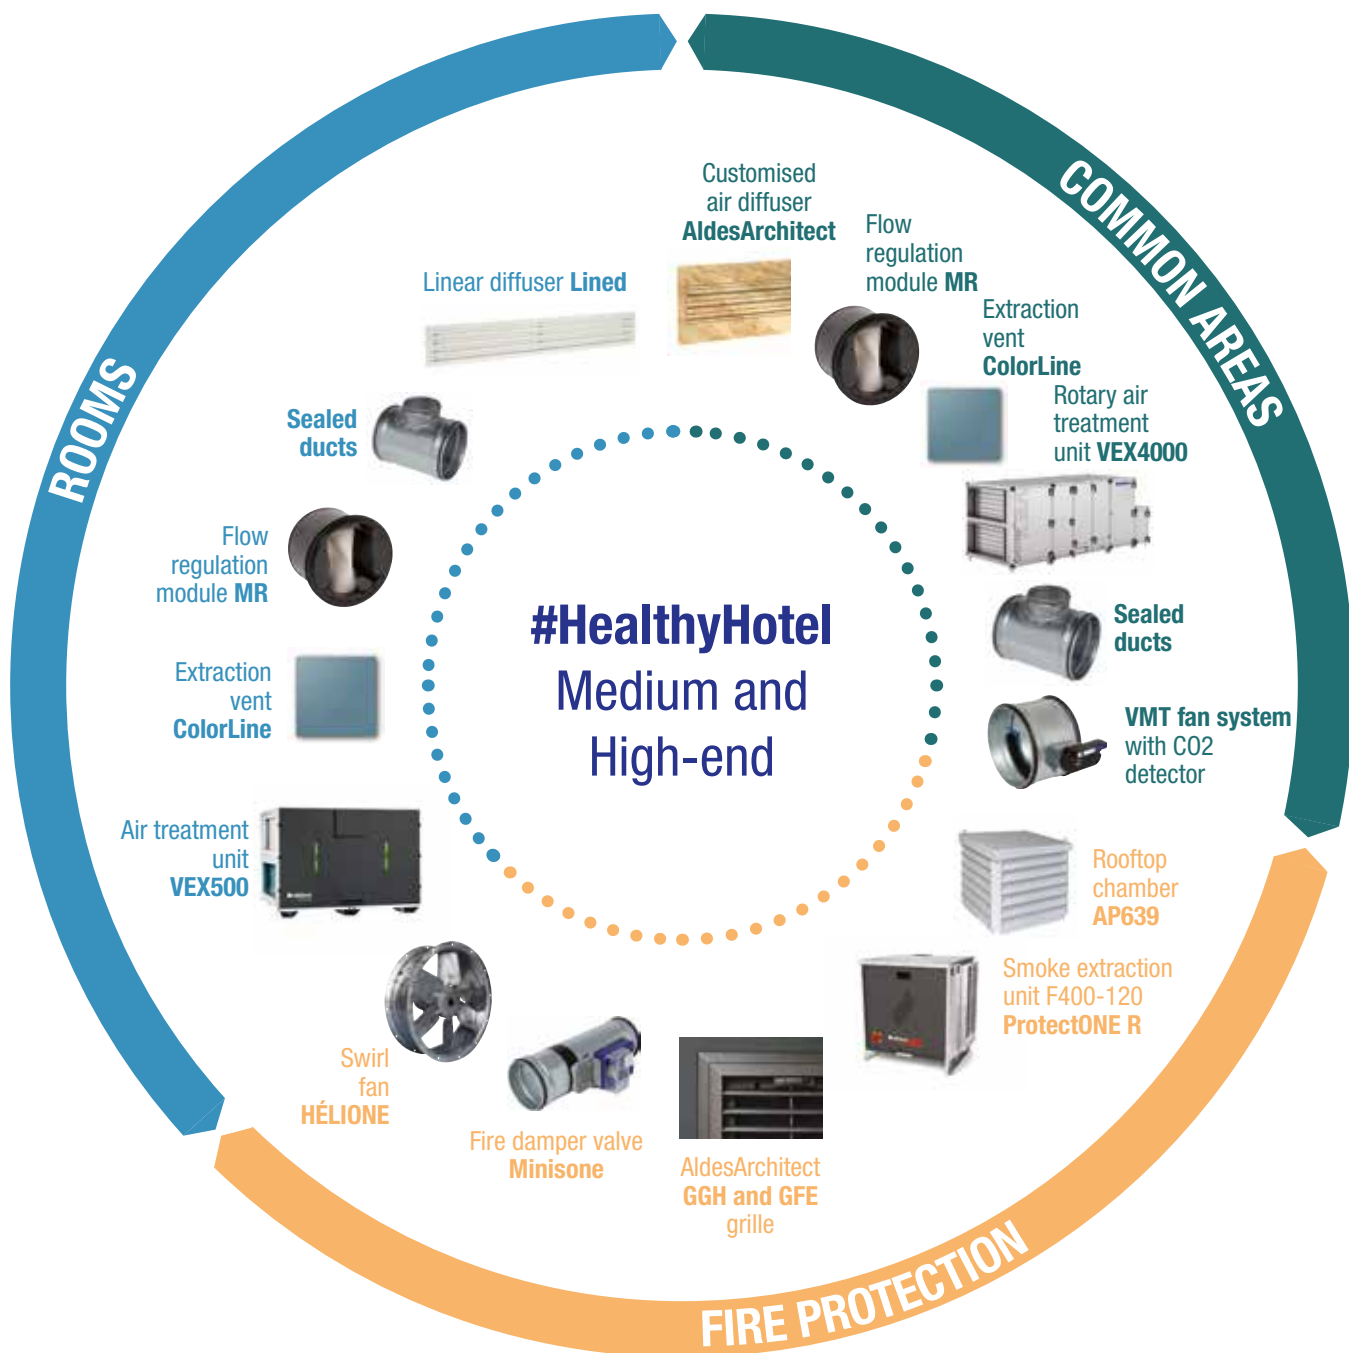 COMMON AREAS
Customised
air diffuser
AldesArchitect
Flow
regulation
module MR
Extraction
vent
ColorLine
Rotary air
treatment
unit VEX4000
Sealed
ducts
VMT fan system
with CO2
detector
ROOMS
Linear diffuser Lined
Sealed
ducts
Flow
regulation
module MR
Extraction
vent
ColorLine
Air treatment
unit
VEX500
#HealthyHotel
Medium and
High-end
Rooftop
chamber
AP639
Smoke extraction
unit F400-120
ProtectONE R
AldesArchitect
GGH and GFE
grille
Fire damper valve
Minisone
Swirl
fan
HÉLIONE
FIRE PROTECTION